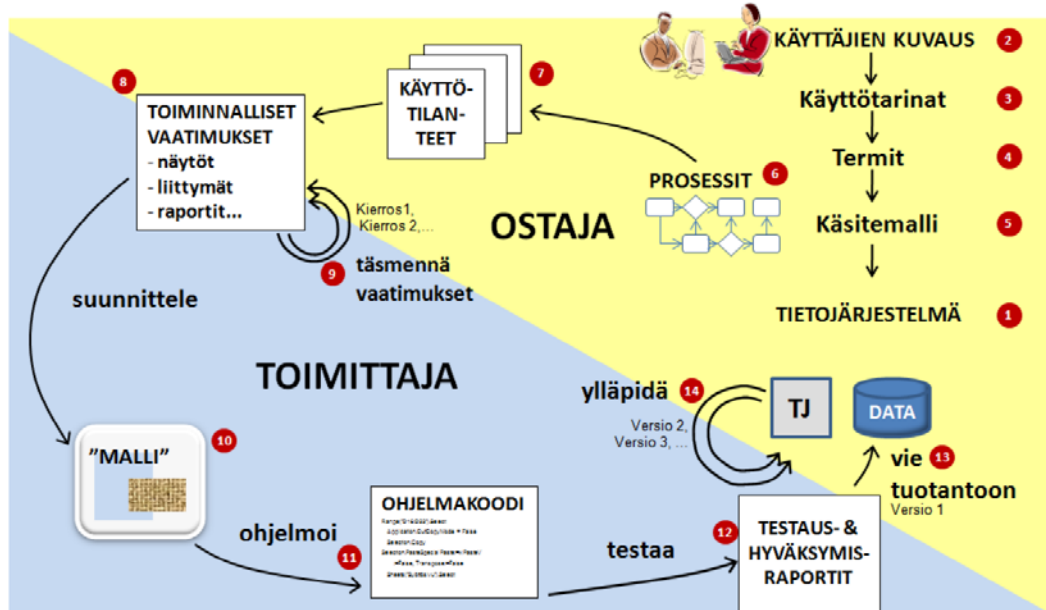 KÄYTTÄJIEN KUVAUS
2
Käyttötarinat
3
Termit
4
Käsitemalli
5
TIETOJÄRJESTELMÄ
1
PROSESSIT
6
7
KÄYTTÖ-
TILAN-
TEET
8
TOIMINNALLISET
VAATIMUKSET
- näytöt
- liittymät
- raportit...
Kierros1,
Kierros 2,...
9
täsmennä
vaatimukset
OSTAJA
suunnittele
TOIMITTAJA
"MALLI"
10
ohjelmoi
11
OHJELMAKOODI
Selection.Copy
testaa
12
TESTAUS- &
HYVÄKSYMIS-
RAPORTIT
vie
13
tuotantoon
Versio 1
TJ
DATA
ylläpidä
14
Versio 2,
Versio 3, ...